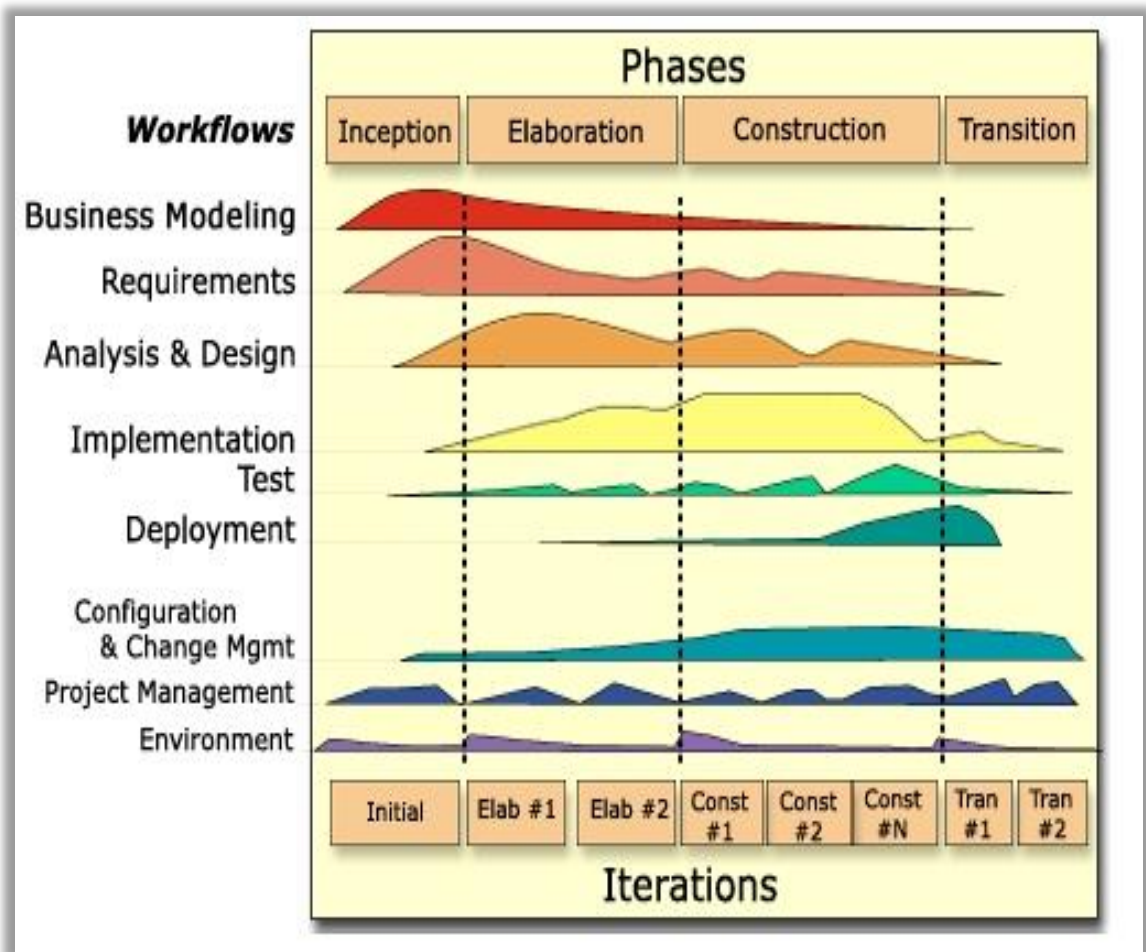 Phases
Workflows Inception Elaboration Construction Transition
Business Modeling
Requirements
Analysis & Design
Implementation
Test
Deployment
Configuration
& Change Mgmt
Project Management
Environment
Initial Elab #1 Elab #2 Const #1 Const #2 Const #N Tran #1 Tran #2
Iterations